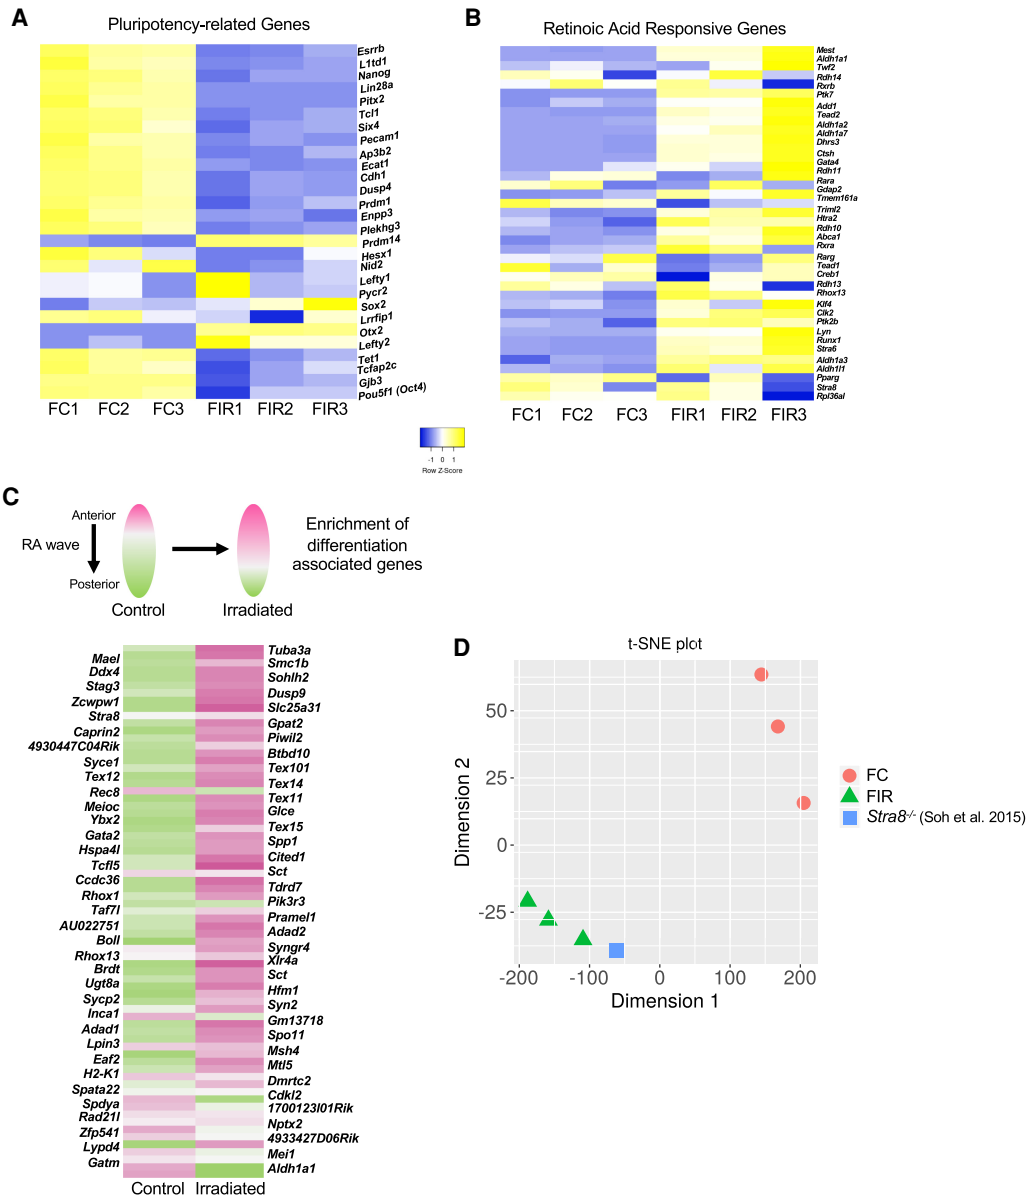 A
Pluripotency-related Genes
Esrrb
L1td1
Nanog
Lin28a
Pitx2
Tcl1
Six4
Pecam1
Ap3b2
Ecat1
Cdh1
Dusp4
Prdm1
Enpp3
Plekhg3
Prdm14
Hesx1
Nid2
Lefty1
Pycr2
Sox2
Lrrfip1
Otx2
Lefty2
Tet1
Tcfap2c
Gjb3
Pou5f1 (Oct4)
FC1 FC2 FC3 FIR1 FIR2 FIR3
B
Retinoic Acid Responsive Genes
Mest
Aldh1a1
Twf2
Rdh14
Rxrb
Ptk7
Add1
Tead2
Aldh1a2
Aldh1a7
Dhrs3
Ctsh
Gata4
Rdh11
Rara
Gdap2
Tmem161a
Triml2
Htra2
Rdh10
Abca1
Rxra
Rarg
Tead1
Creb1
Rdh13
Rhox13
Klf4
Clk2
Ptk2b
Lyn
Runx1
Stra6
Aldh1a3
Aldh1l1
Pparg
Stra8
Rpl36al
FC1 FC2 FC3 FIR1 FIR2 FIR3
-1 0 1
Row Z-Score
C
Anterior
RA wave
Posterior
Control
Irradiated
Enrichment of
differentiation
associated genes
Mael
Ddx4
Stag3
Zcwpw1
Stra8
Caprin2
4930447C04Rik
Syce1
Tex12
Rec8
Meioc
Ybx2
Gata2
Hspa4l
Tcfl5
Ccdc36
Rhox1
Taf7l
AU022751
Boll
Rhox13
Brdt
Ugt8a
Sycp2
Inca1
Adad1
Lpin3
Eaf2
H2-K1
Spata22
Spdya
Rad21l
Zfp541
Lypd4
Gatm
Tuba3a
Smc1b
Sohlh2
Dusp9
Slc25a31
Gpat2
Piwil2
Btbd10
Tex101
Tex14
Tex11
Glce
Tex15
Spp1
Cited1
Sct
Tdrd7
Pik3r3
Pramel1
Adad2
Syngr4
Xlr4a
Sct
Hfm1
Syn2
Gm13718
Spo11
Msh4
Mtl5
Dmrtc2
Cdkl2
1700123I01Rik
Nptx2
4933427D06Rik
Mei1
Aldh1a1
Control Irradiated
D
t-SNE plot
Dimension 2
50
25
0
-25
-200 -100 0 100 200
Dimension 1
FC
FIR
Stra8-/- (Soh et al. 2015)